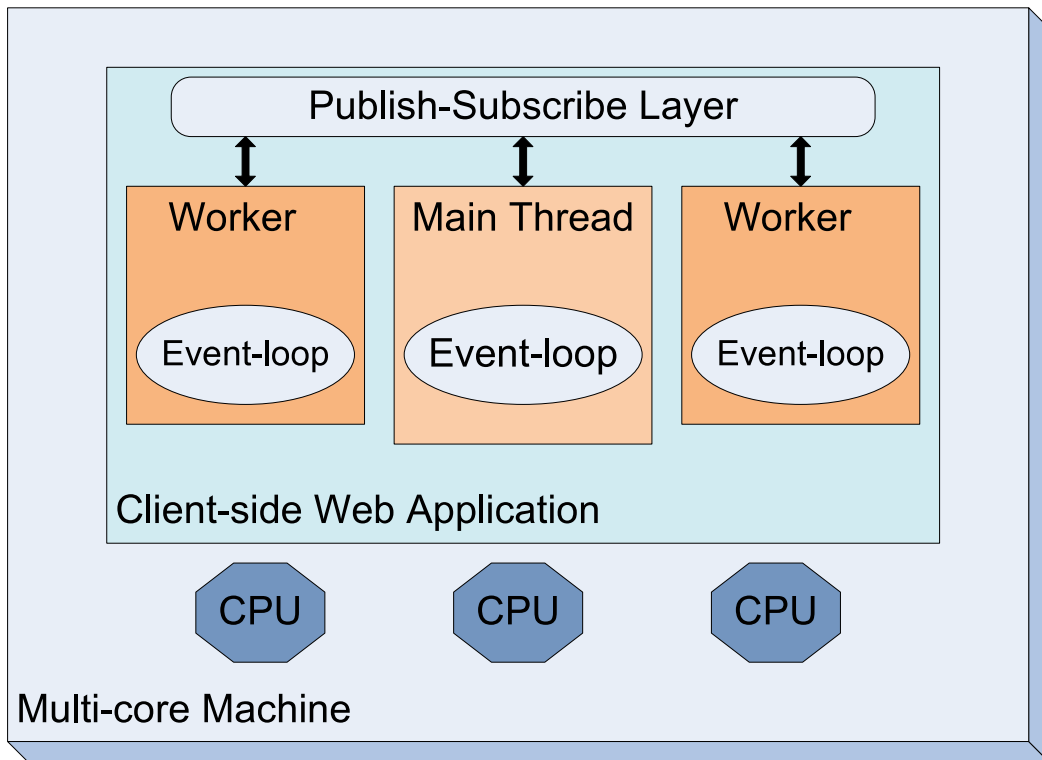 Publish-Subscribe Layer
Worker
Main Thread
Worker
Event-loop
Event-loop
Event-loop
Client-side Web Application
CPU
CPU
CPU
Multi-core Machine